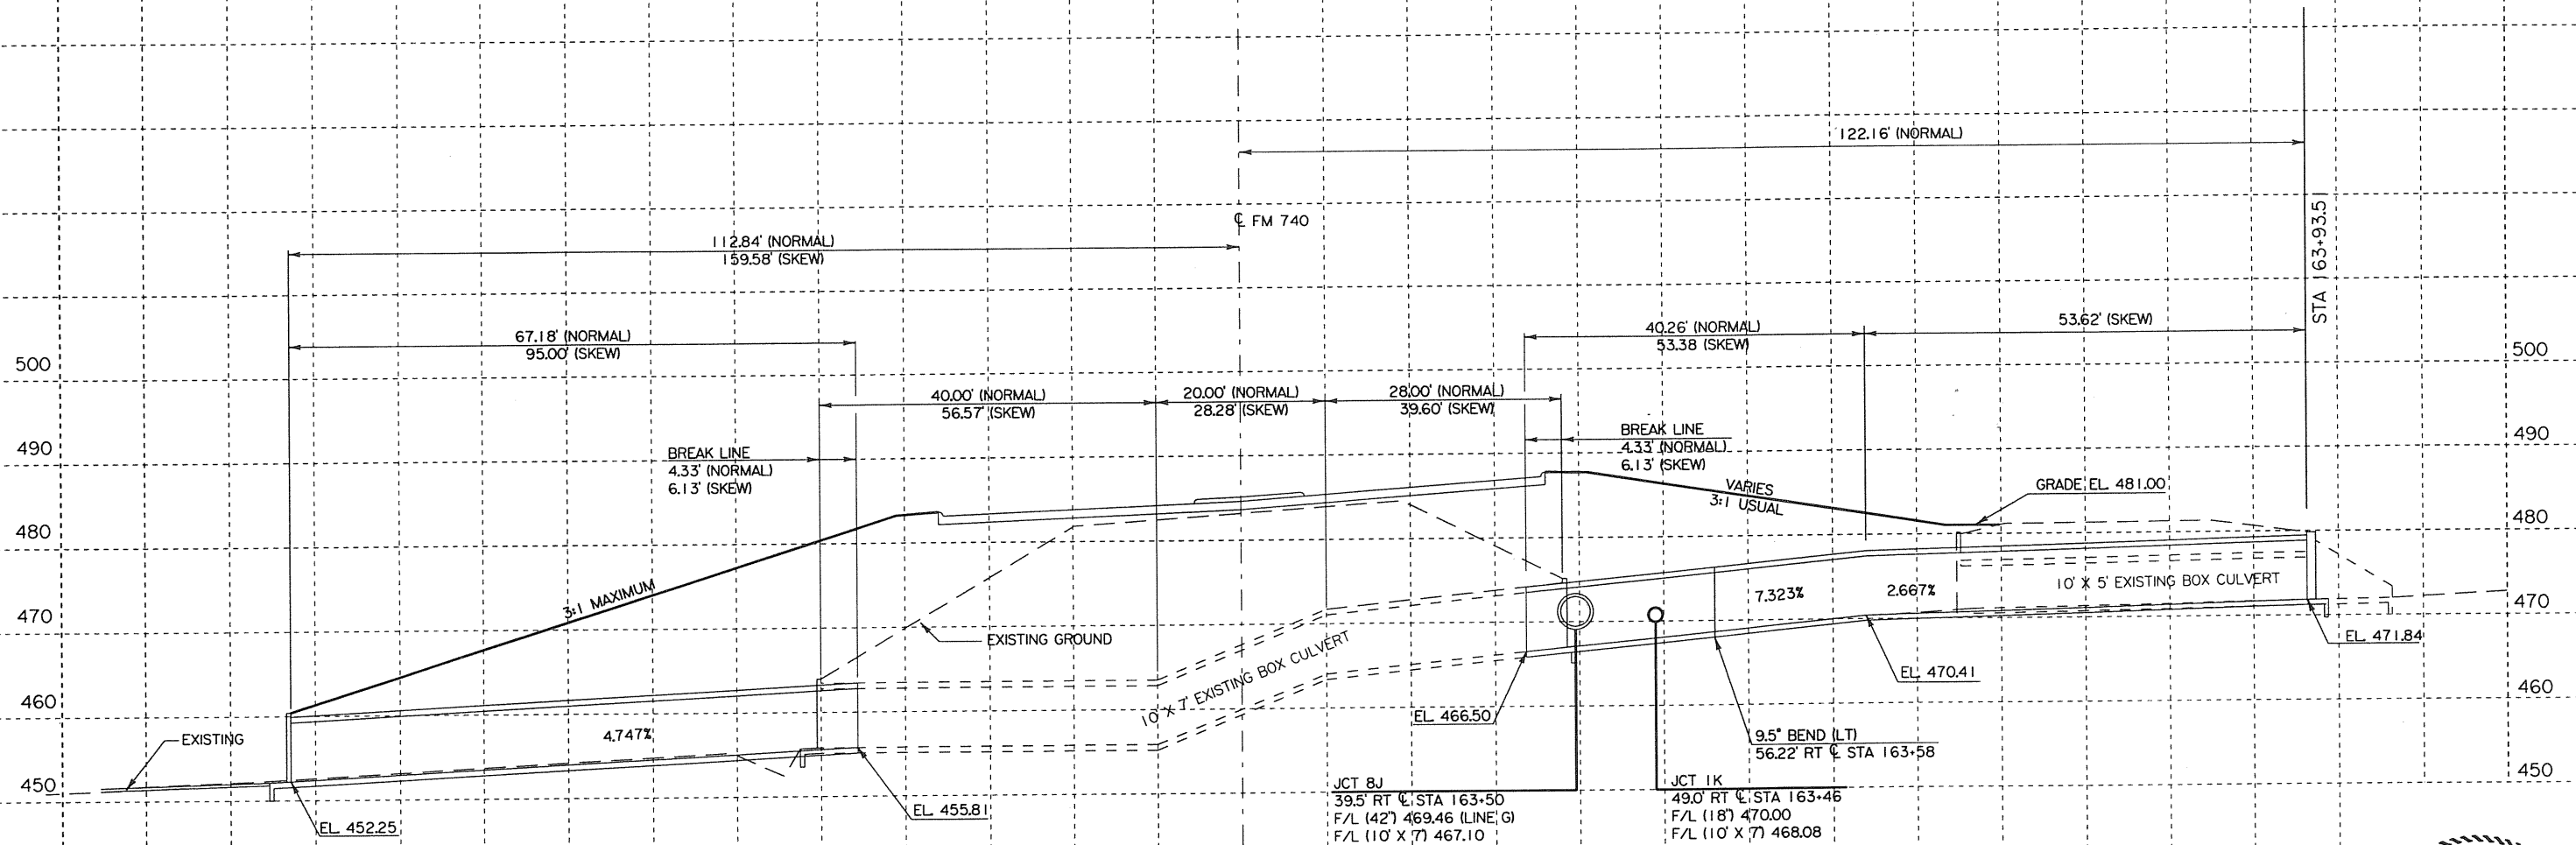 122.16' (NORMAL)
STA 163+93.51
℄ FM 740
112.84' (NORMAL)
159.58' (SKEW)
67.18' (NORMAL)
95.00' (SKEW)
40.26' (NORMAL)
53.38 (SKEW)
53.62' (SKEW)
500
500
40.00' (NORMAL)
56.57' (SKEW)
20.00' (NORMAL)
28.28' (SKEW)
28.00' (NORMAL)
39.60' (SKEW)
490
490
BREAK LINE
4.33' (NORMAL)
6.13' (SKEW)
BREAK LINE
4.33' (NORMAL)
6.13' (SKEW)
VARIES
3:1 USUAL
GRADE EL. 481.00
480
480
3:1 MAXIMUM
7.323%
2.667%
10' X 5' EXISTING BOX CULVERT
470
470
EXISTING GROUND
10' X 7' EXISTING BOX CULVERT
EL. 471.84
EL. 470.41
460
460
EL. 466.50
EXISTING
4.747%
9.5° BEND (LT)
56.22' RT ℄ STA 163+58
450
450
EL. 452.25
EL. 455.81
JCT 8J
39.5' RT ℄ STA 163+50
F/L (42") 469.46 (LINE G)
F/L (10' X 7') 467.10
JCT 1K
49.0' RT ℄ STA 163+46
F/L (18") 470.00
F/L (10' X 7') 468.08